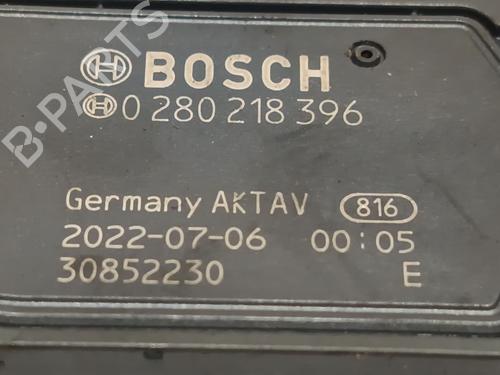 BOSCH
0 280 218 396
Germany AKTAV 816
2022-07-06 00:05
30852230 E
B-PARTS